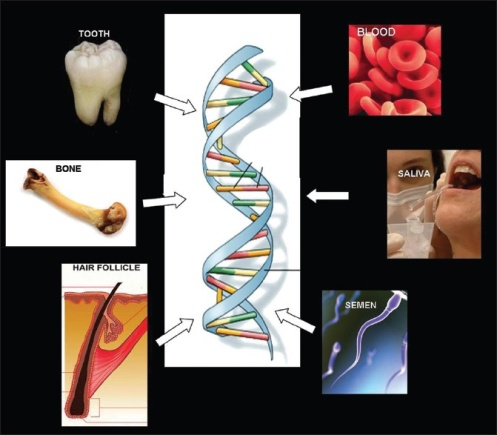 TOOTH
BLOOD
BONE
SALIVA
HAIR FOLLICLE
SEMEN